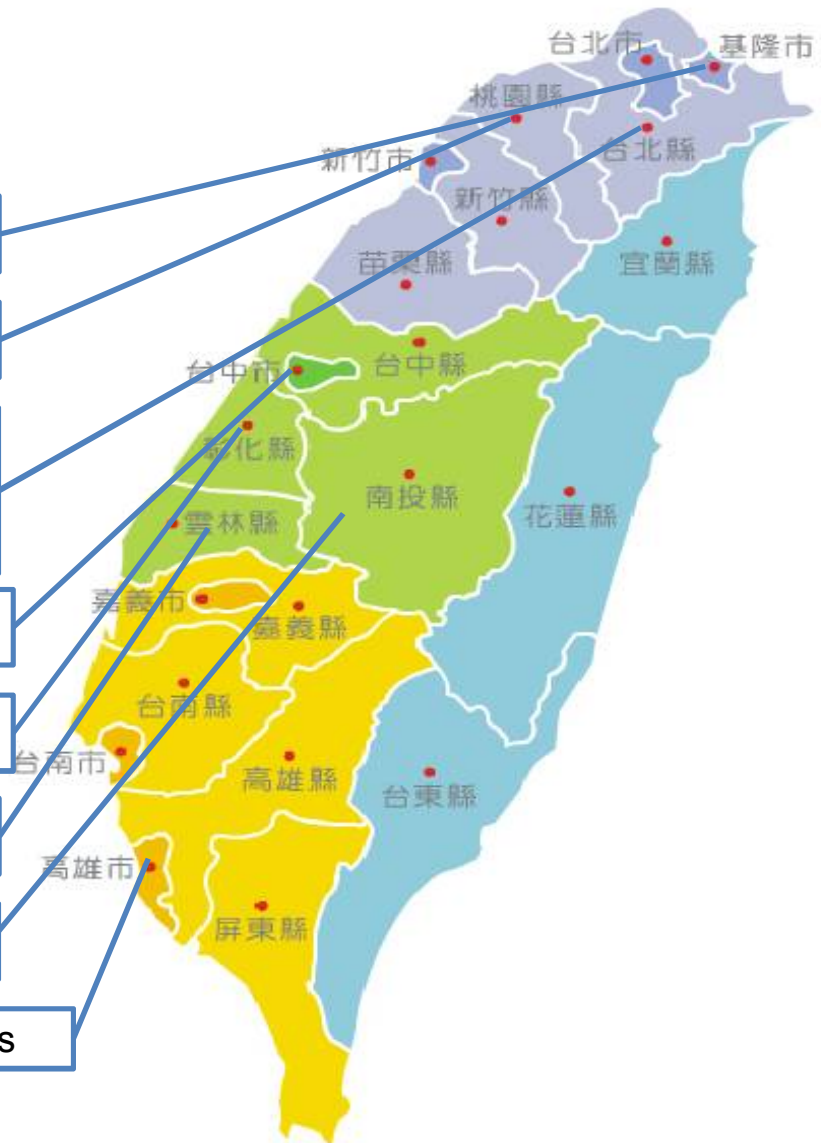 台北市
基隆市
桃園縣
台北縣
新竹市
新竹縣
苗栗縣
宜蘭縣
台中市
台中縣
彰化縣
南投縣
花蓮縣
雲林縣
嘉義市
嘉義縣
台南縣
台南市
高雄縣
台東縣
高雄市
屏東縣
s